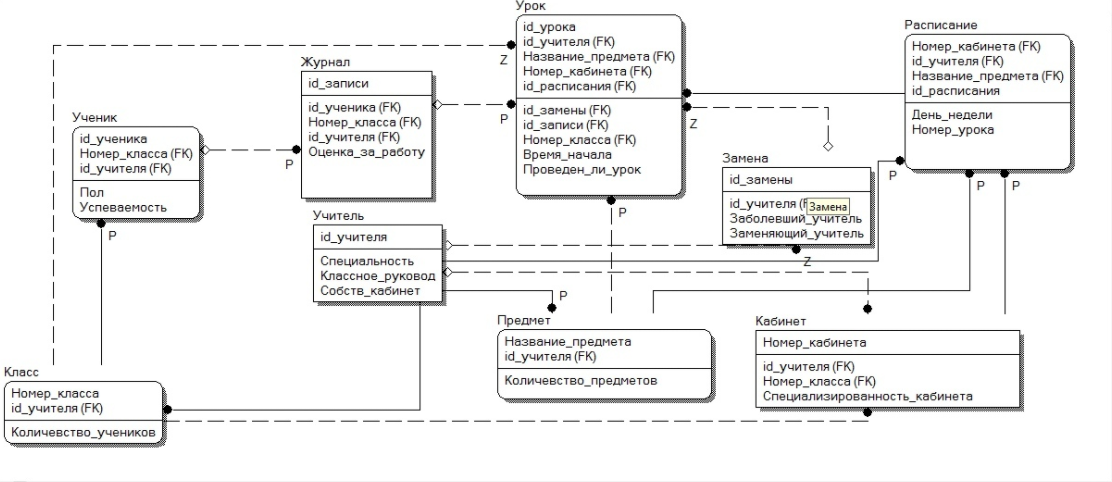 Урок
id_урока
id_учителя (FK)
Название_предмета (FK)
Номер_кабинета (FK)
id_расписания (FK)
id_замены (FK)
id_записи (FK)
Номер_класса (FK)
Время_начала
Проведен_ли_урок
Расписание
Номер_кабинета (FK)
id_учителя (FK)
Название_предмета (FK)
id_расписания
День_недели
Номер_урока
Журнал
id_записи
id_ученика (FK)
Номер_класса (FK)
id_учителя (FK)
Оценка_за_работу
Ученик
id_ученика
Номер_класса (FK)
id_учителя (FK)
Пол
Успеваемость
Замена
id_замены
id_учителя
Замена
Заболевший_учитель
Заменяющий_учитель
Учитель
id_учителя
Специальность
Классное_руковод
Собств_кабинет
Предмет
Название_предмета
id_учителя (FK)
Количевство_предметов
Кабинет
Номер_кабинета
id_учителя (FK)
Номер_класса (FK)
Специализированность_кабинета
Класс
Номер_класса
id_учителя (FK)
Количевство_учеников
Z
P
Z
P
P
P
P
P
P
Z
P